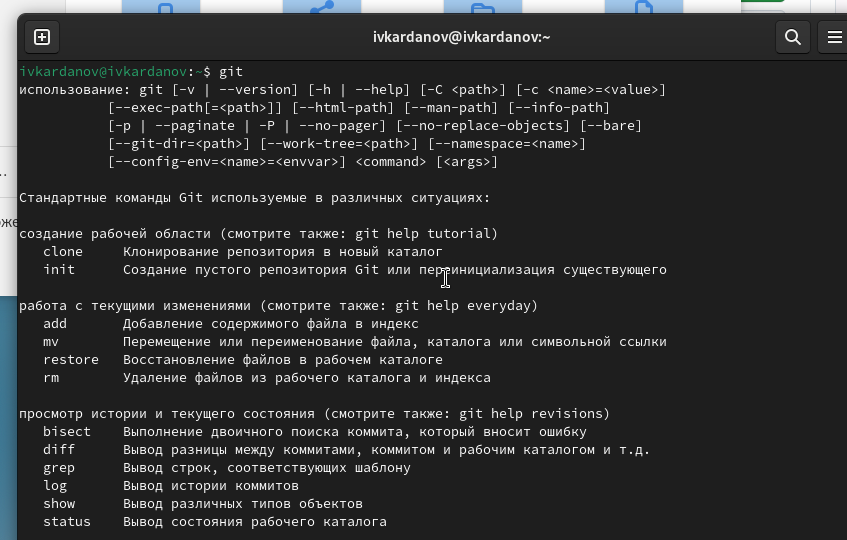 ivkardanov@ivkardanov:~
ivkardanov@ivkardanov:~$ git
использование: git [-v | --version] [-h | --help] [-C <path>] [-c <name>=<value>]
[--exec-path[=<path>]] [--html-path] [--man-path] [--info-path]
[-p | --paginate | -P | --no-pager] [--no-replace-objects] [--bare]
[--git-dir=<path>] [--work-tree=<path>] [--namespace=<name>]
[--config-env=<name>=<envvar>] <command> [<args>]
Стандартные команды Git используемые в различных ситуациях:
создание рабочей области (смотрите также: git help tutorial)
clone Клонирование репозитория в новый каталог
init Создание пустого репозитория Git или переинициализация существующего
работа с текущими изменениями (смотрите также: git help everyday)
add Добавление содержимого файла в индекс
mv Перемещение или переименование файла, каталога или символьной ссылки
restore Восстановление файлов в рабочем каталоге
rm Удаление файлов из рабочего каталога и индекса
просмотр истории и текущего состояния (смотрите также: git help revisions)
bisect Выполнение двоичного поиска коммита, который вносит ошибку
diff Вывод разницы между коммитами, коммитом и рабочим каталогом и т.д.
grep Вывод строк, соответствующих шаблону
log Вывод истории коммитов
show Вывод различных типов объектов
status Вывод состояния рабочего каталога